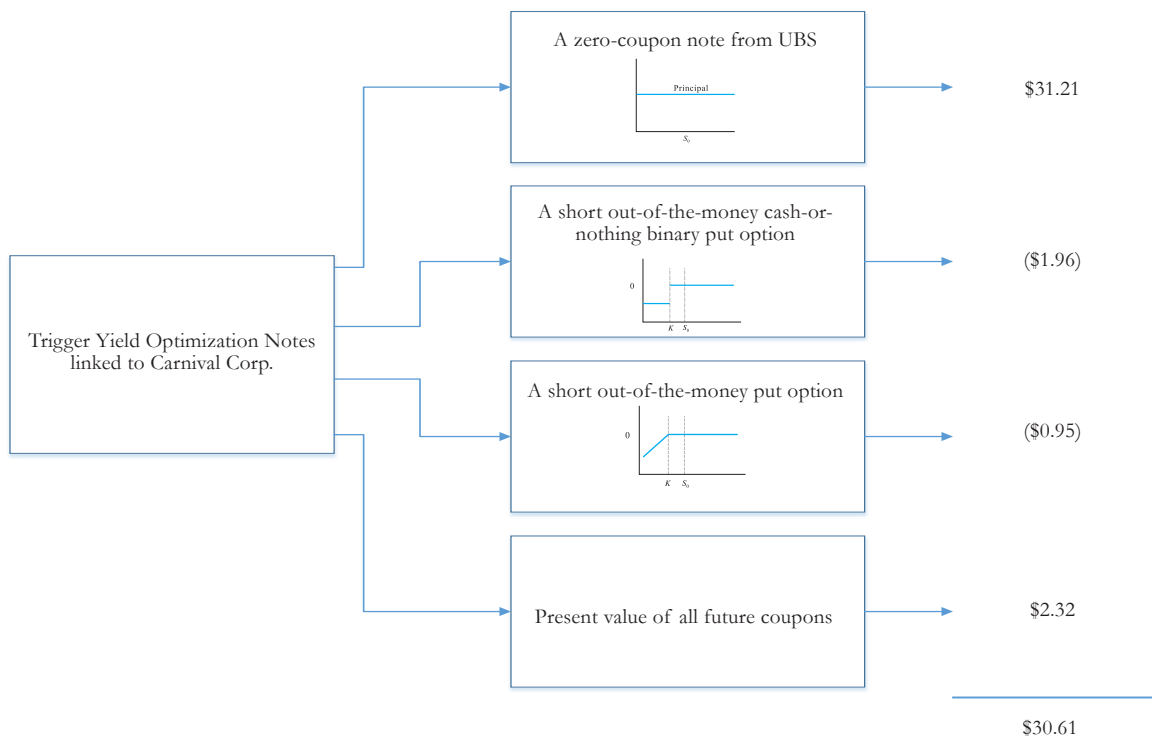 A zero-coupon note from UBS
Principal
S₀
$31.21
A short out-of-the-money cash-or-
nothing binary put option
0
K S₀
($1.96)
Trigger Yield Optimization Notes
linked to Carnival Corp.
A short out-of-the-money put option
0
K S₀
($0.95)
Present value of all future coupons
$2.32
$30.61